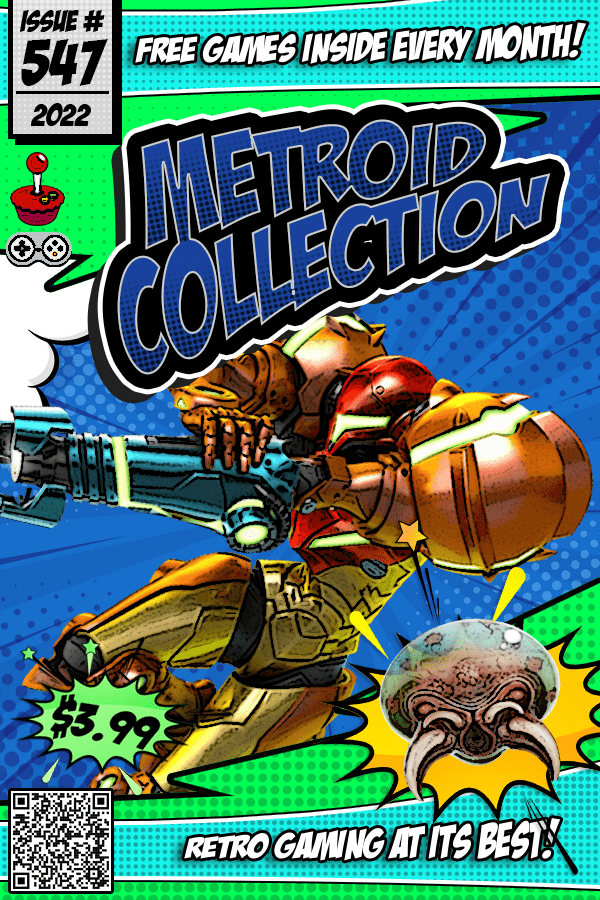 ISSUE #
547
2022
FREE GAMES INSIDE EVERY MONTH!
METROID
COLLECTION
$3.99
RETRO GAMING AT ITS BEST!